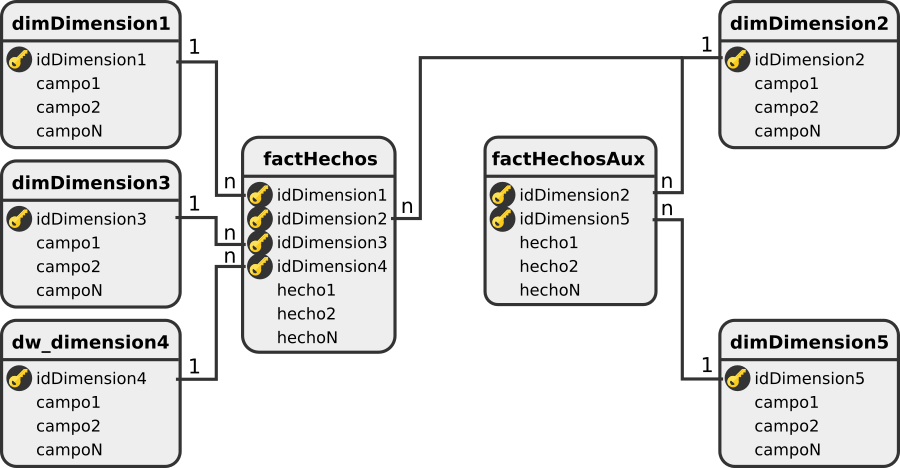 dimDimension1
idDimension1
campo1
campo2
campoN
1
dimDimension3
idDimension3
campo1
campo2
campoN
1
dw_dimension4
idDimension4
campo1
campo2
campoN
1
factHechos
n
idDimension1
idDimension2
n
n
idDimension3
n
idDimension4
hecho1
hecho2
hechoN
factHechosAux
idDimension2
n
idDimension5
n
hecho1
hecho2
hechoN
dimDimension2
1
idDimension2
campo1
campo2
campoN
dimDimension5
1
idDimension5
campo1
campo2
campoN